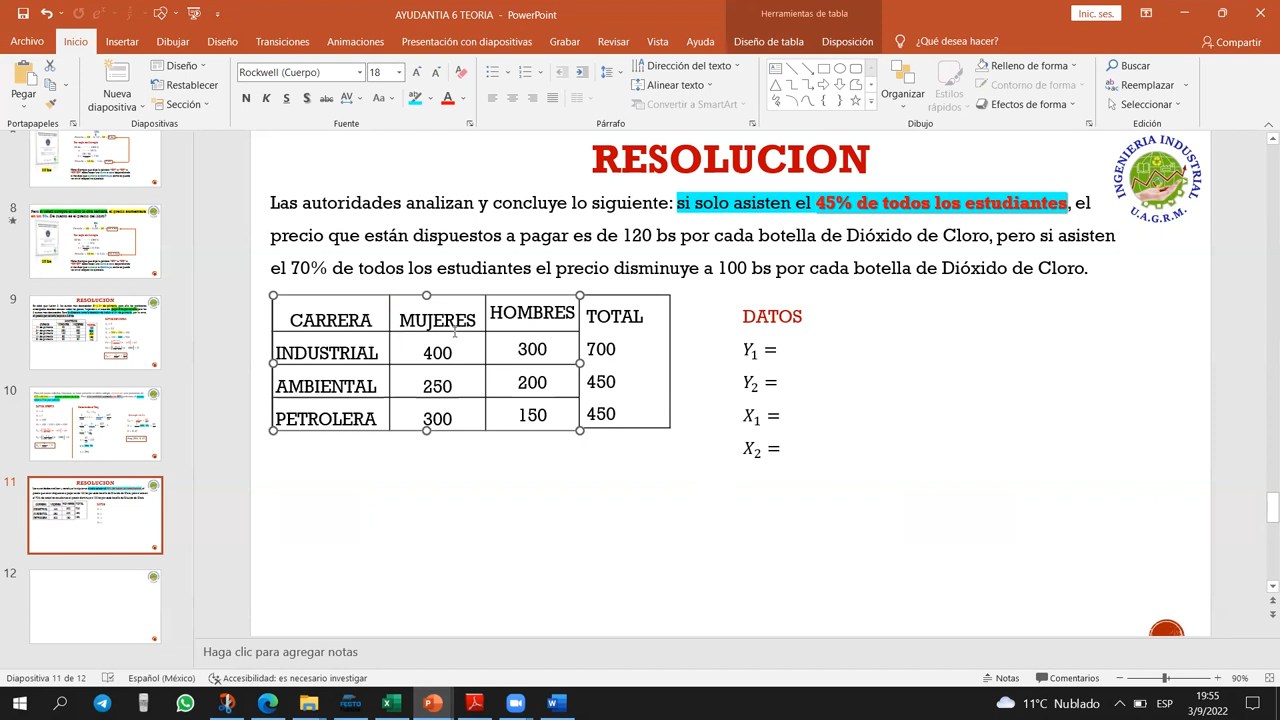 AYUDANTIA 6 TEORIA - PowerPoint
Herramientas de tabla
Inic. ses.
Archivo Inicio Insertar Dibujar Diseño Transiciones Animaciones Presentación con diapositivas Grabar Revisar Vista Ayuda Diseño de tabla Disposición ¿Qué desea hacer? Compartir
Pegar
Nueva diapositiva
Diseño
Restablecer
Sección
Rockwell (Cuerpo) 18
N K S S abc AV Aa A
Dirección del texto
Alinear texto
Convertir a SmartArt
Organizar
Estilos rápidos
Relleno de forma
Contorno de forma
Efectos de forma
Buscar
Reemplazar
Seleccionar
Portapapeles Diapositivas Fuente Párrafo Dibujo Edición
8
9
10
11
12
RESOLUCION
INGENIERIA INDUSTRIAL
U.A.G.R.M.
Las autoridades analizan y concluye lo siguiente: si solo asisten el 45% de todos los estudiantes, el
precio que están dispuestos a pagar es de 120 bs por cada botella de Dióxido de Cloro, pero si asisten
el 70% de todos los estudiantes el precio disminuye a 100 bs por cada botella de Dióxido de Cloro.
CARRERA MUJERES HOMBRES TOTAL
INDUSTRIAL 400 300 700
AMBIENTAL 250 200 450
PETROLERA 300 150 450
DATOS
Y1 =
Y2 =
X1 =
X2 =
Haga clic para agregar notas
Diapositiva 11 de 12 Español (México) Accesibilidad: es necesario investigar Notas Comentarios 90%
FESTO
11°C Nublado ESP 19:55
3/9/2022